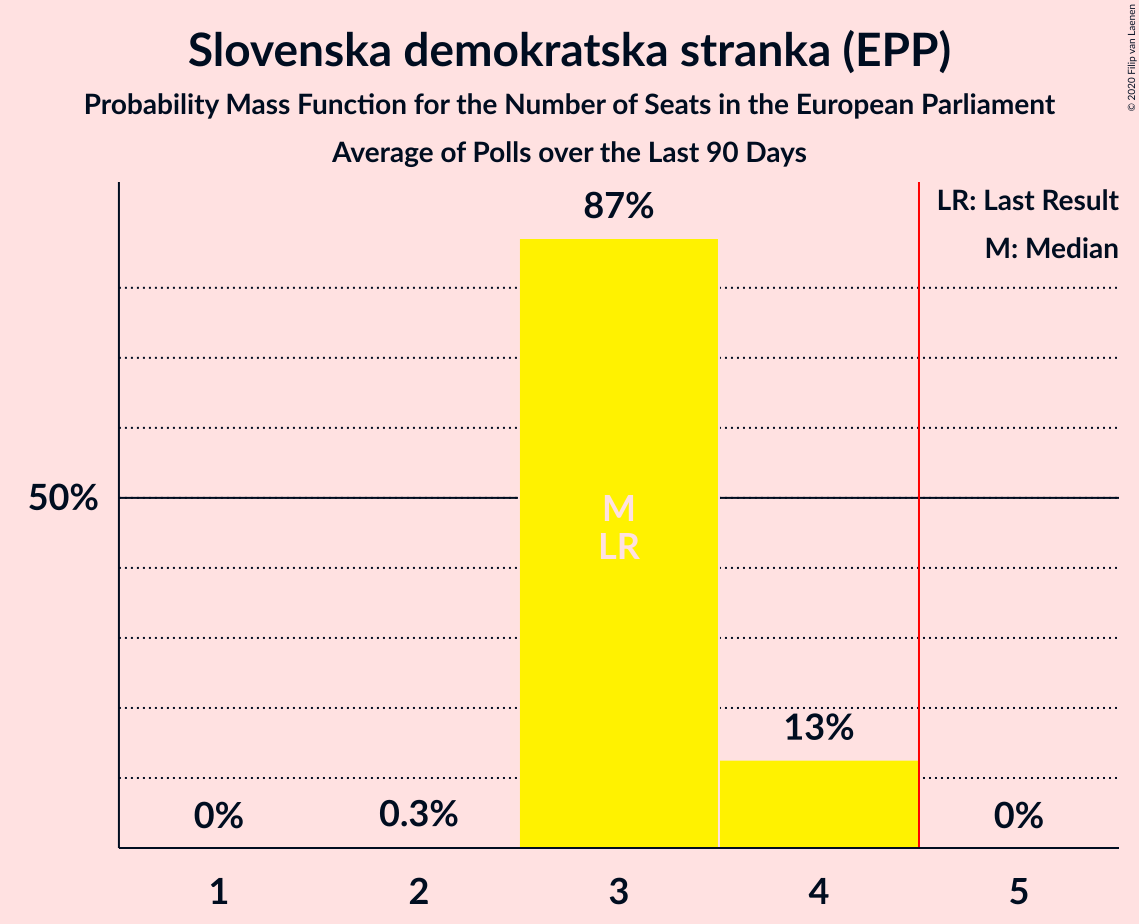 Slovenska demokratska stranka (EPP)
Probability Mass Function for the Number of Seats in the European Parliament
Average of Polls over the Last 90 Days
© 2020 Filip van Laenen
LR: Last Result
M: Median
87%
50%
M
LR
13%
0%
0.3%
0%
1
2
3
4
5